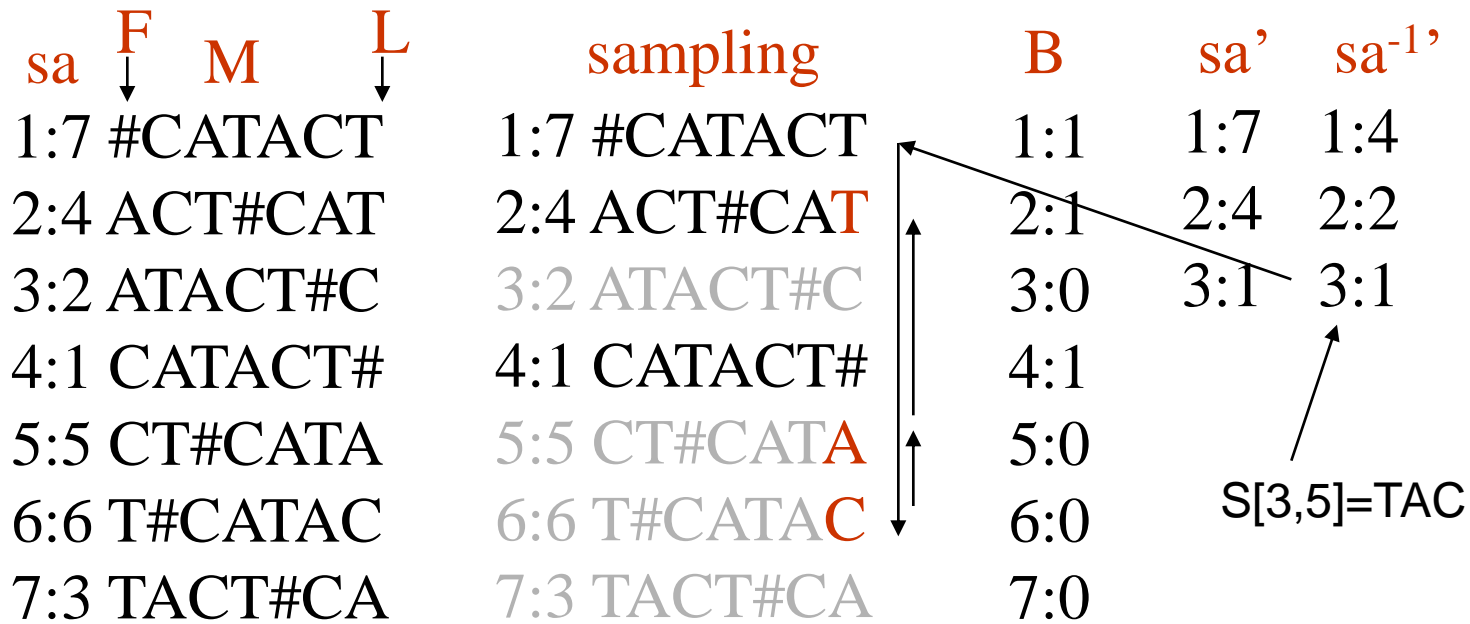 sa F M L sampling B sa’ sa-1’
1:7 #CATACT 1:7 #CATACT 1:1 1:7 1:4
2:4 ACT#CAT 2:4 ACT#CAT 2:1 2:4 2:2
3:2 ATACT#C 3:2 ATACT#C 3:0 3:1 3:1
4:1 CATACT# 4:1 CATACT# 4:1
5:5 CT#CATA 5:5 CT#CATA 5:0
6:6 T#CATAC 6:6 T#CATAC 6:0 S[3,5]=TAC
7:3 TACT#CA 7:3 TACT#CA 7:0